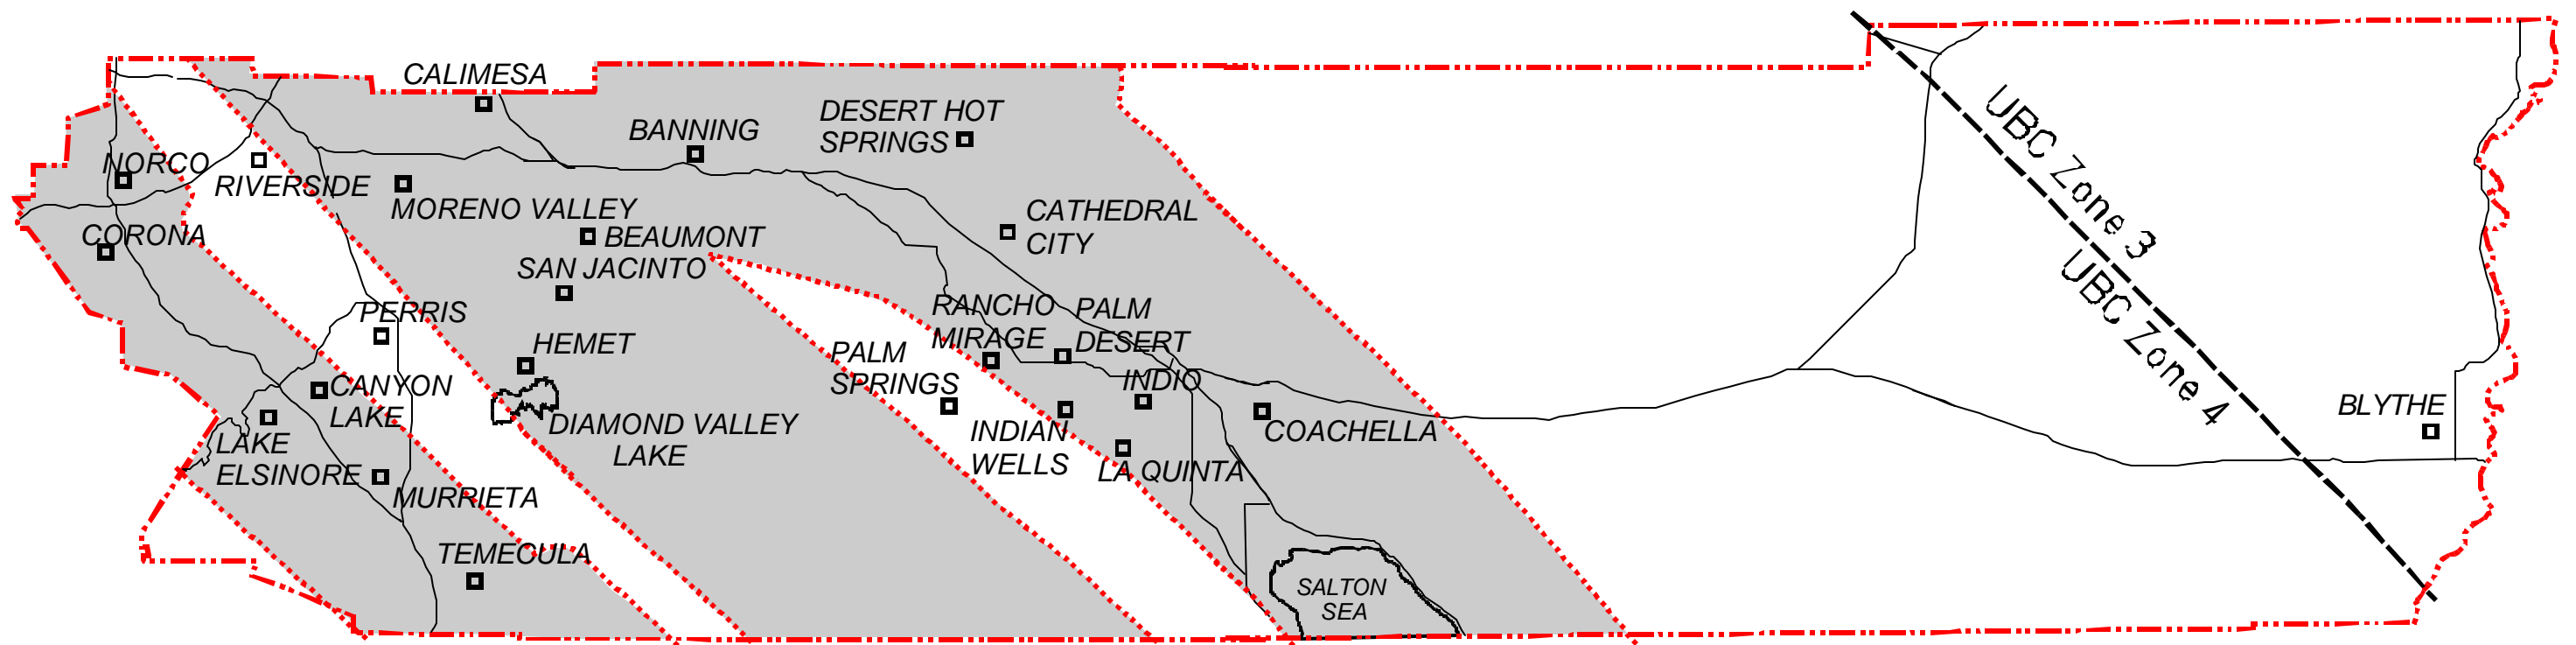 CALIMESA
DESERT HOT
SPRINGS
BANNING
NORCO
RIVERSIDE
MORENO VALLEY
CATHEDRAL
CITY
CORONA
BEAUMONT
SAN JACINTO
PERRIS
RANCHO
MIRAGE
PALM
DESERT
HEMET
PALM
SPRINGS
CANYON
LAKE
INDIO
DIAMOND VALLEY
LAKE
INDIAN
WELLS
COACHELLA
LAKE
ELSINORE
LA QUINTA
MURRIETA
TEMECULA
SALTON
SEA
UBC Zone 3
UBC Zone 4
BLYTHE